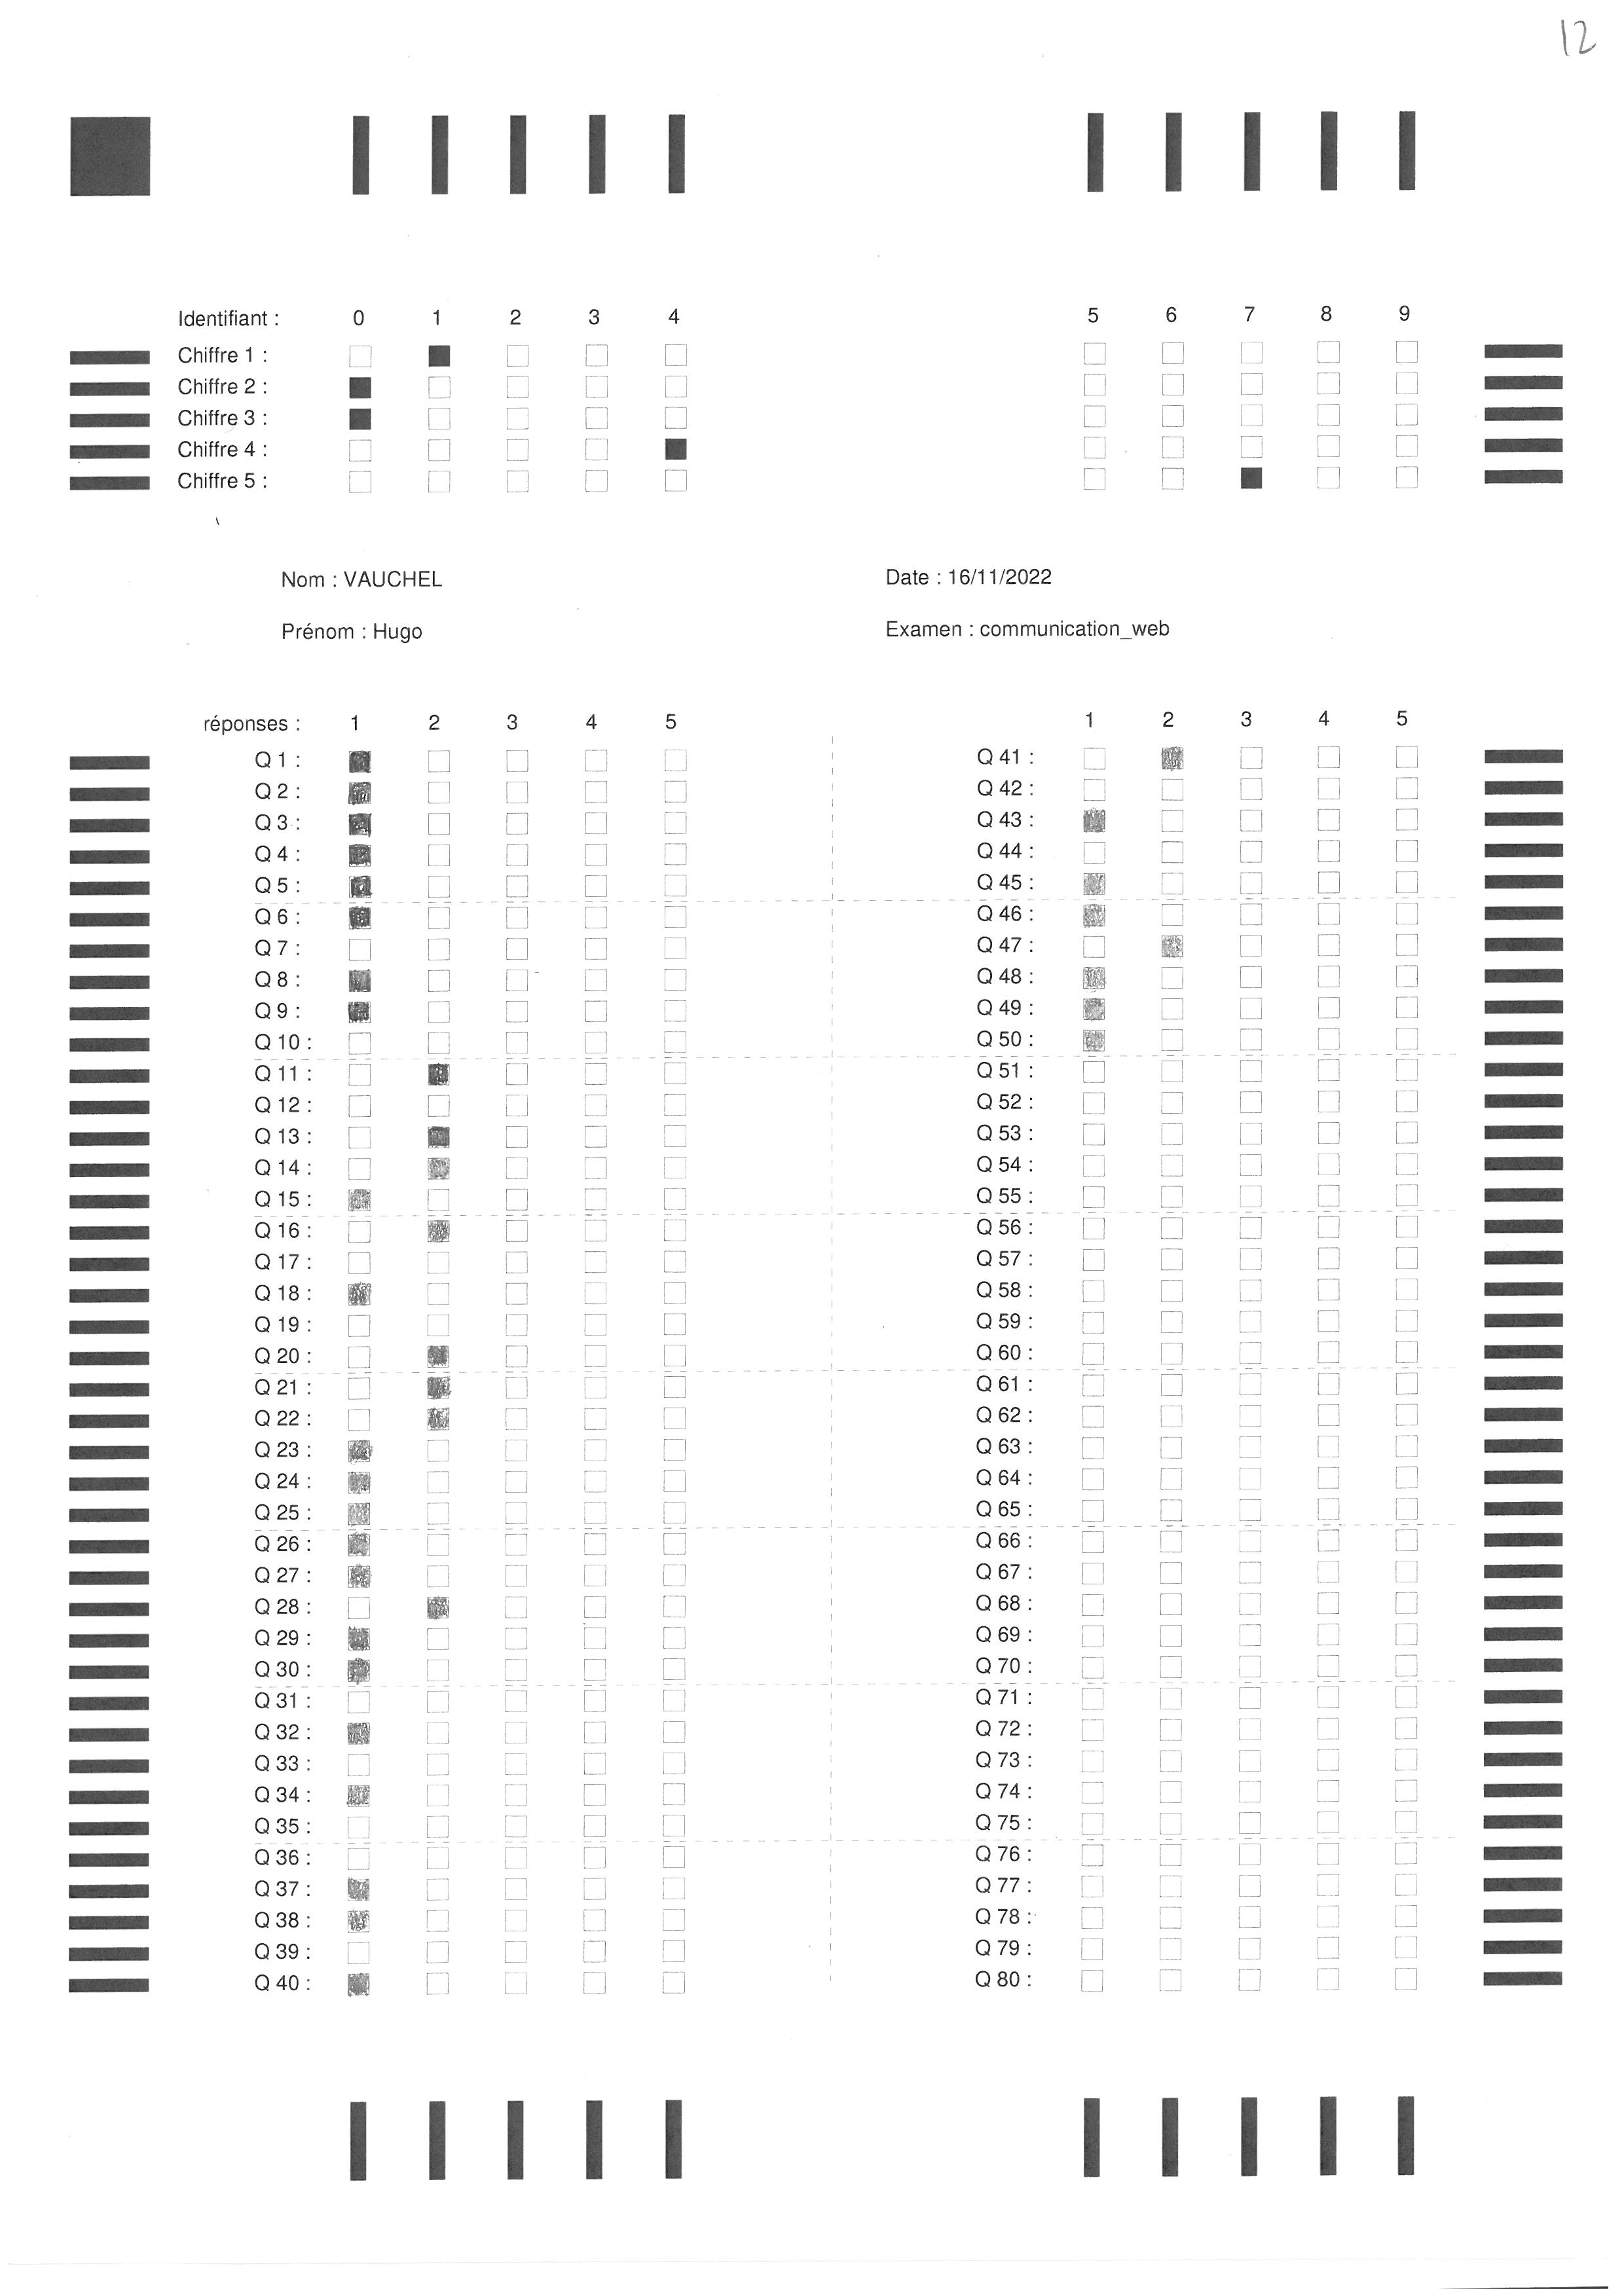 12
Identifiant : 0 1 2 3 4 5 6 7 8 9
Chiffre 1 :
Chiffre 2 :
Chiffre 3 :
Chiffre 4 :
Chiffre 5 :
Nom : VAUCHEL
Prénom : Hugo
Date : 16/11/2022
Examen : communication_web
réponses : 1 2 3 4 5
Q 1 :
Q 2 :
Q 3 :
Q 4 :
Q 5 :
Q 6 :
Q 7 :
Q 8 :
Q 9 :
Q 10 :
Q 11 :
Q 12 :
Q 13 :
Q 14 :
Q 15 :
Q 16 :
Q 17 :
Q 18 :
Q 19 :
Q 20 :
Q 21 :
Q 22 :
Q 23 :
Q 24 :
Q 25 :
Q 26 :
Q 27 :
Q 28 :
Q 29 :
Q 30 :
Q 31 :
Q 32 :
Q 33 :
Q 34 :
Q 35 :
Q 36 :
Q 37 :
Q 38 :
Q 39 :
Q 40 :
1 2 3 4 5
Q 41 :
Q 42 :
Q 43 :
Q 44 :
Q 45 :
Q 46 :
Q 47 :
Q 48 :
Q 49 :
Q 50 :
Q 51 :
Q 52 :
Q 53 :
Q 54 :
Q 55 :
Q 56 :
Q 57 :
Q 58 :
Q 59 :
Q 60 :
Q 61 :
Q 62 :
Q 63 :
Q 64 :
Q 65 :
Q 66 :
Q 67 :
Q 68 :
Q 69 :
Q 70 :
Q 71 :
Q 72 :
Q 73 :
Q 74 :
Q 75 :
Q 76 :
Q 77 :
Q 78 :
Q 79 :
Q 80 :